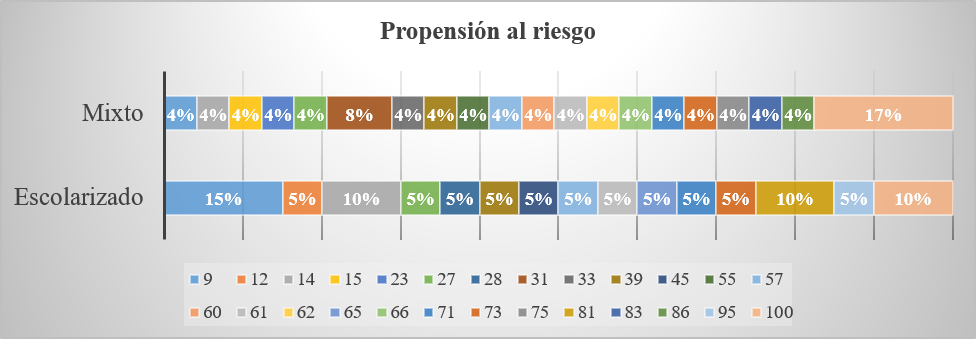 Propensión al riesgo
Mixto 4% 4% 4% 4% 4% 8% 4% 4% 4% 4% 4% 4% 4% 4% 4% 4% 4% 4% 4% 17%
Escolarizado 15% 5% 10% 5% 5% 5% 5% 5% 5% 5% 5% 5% 10% 5% 10%
9 12 14 15 23 27 28 31 33 39 45 55 57
60 61 62 65 66 71 73 75 81 83 86 95 100